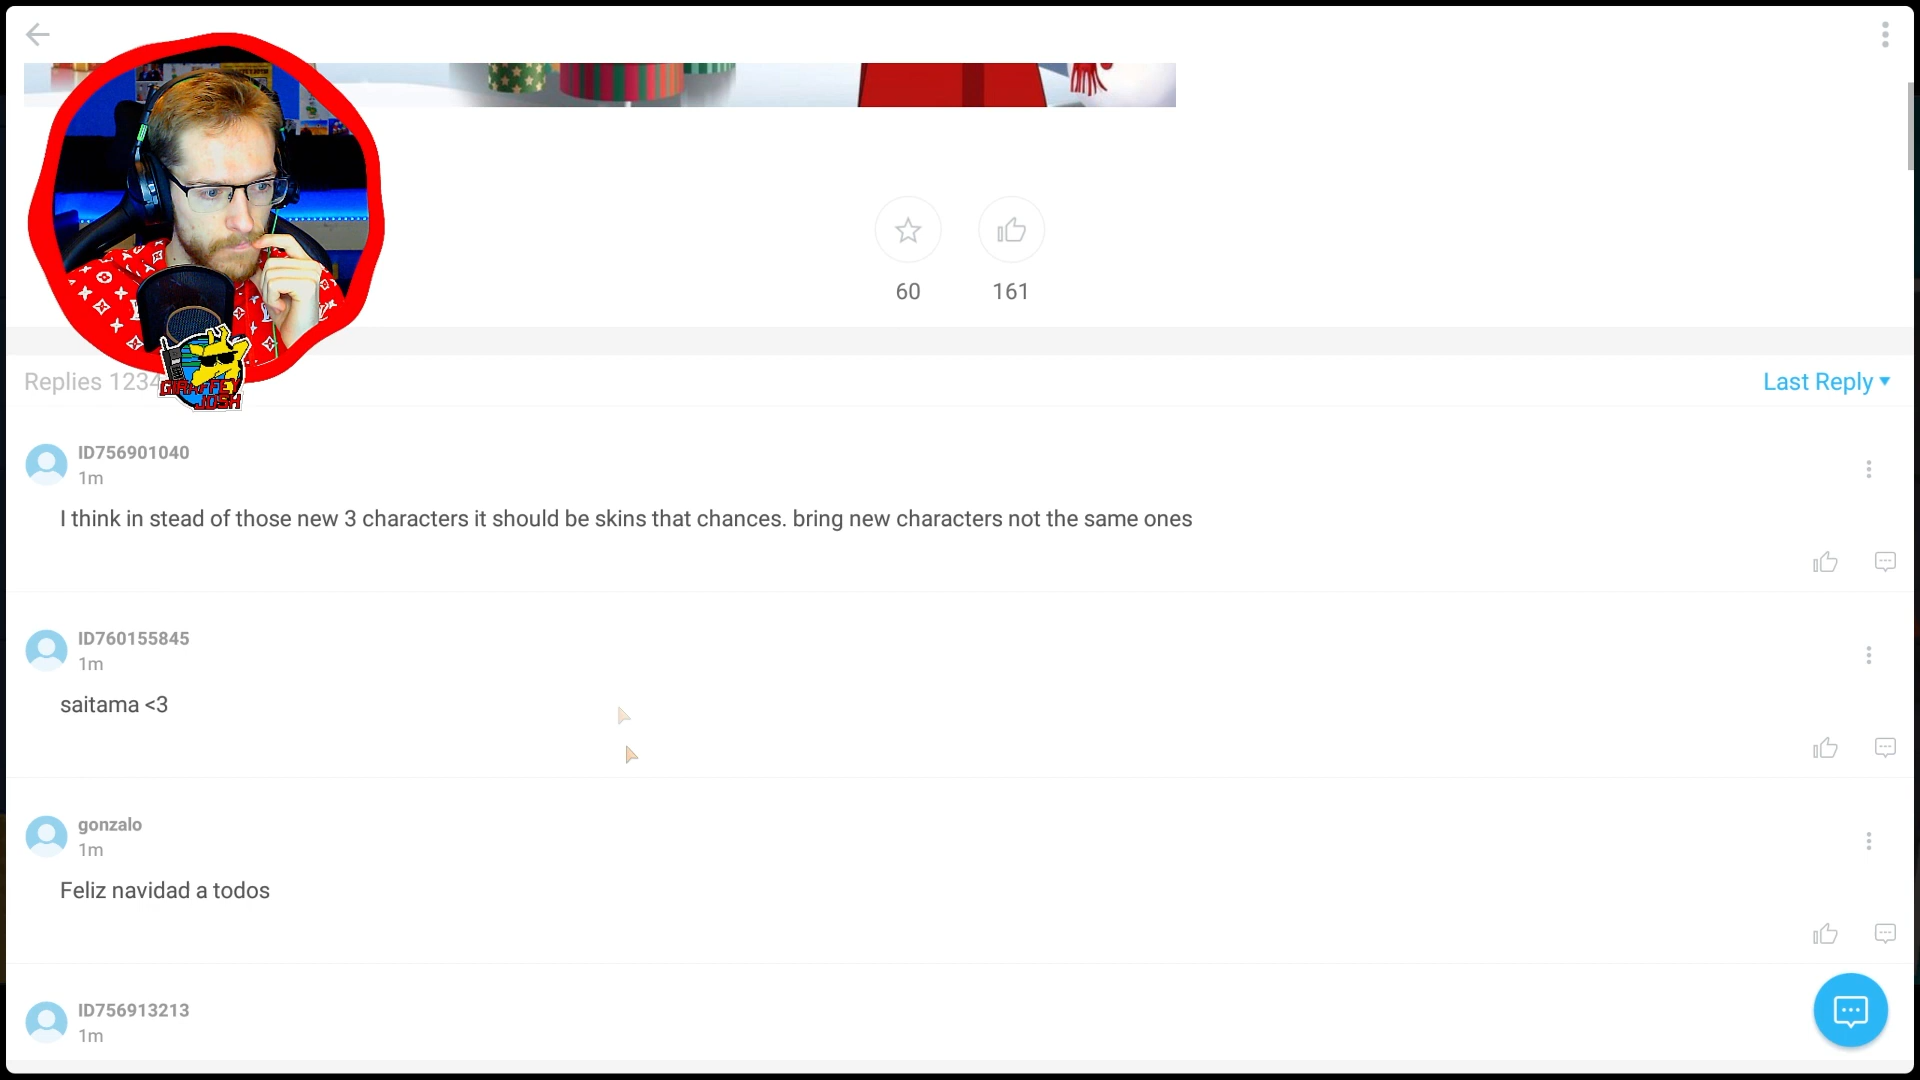 60
161
Replies 1234
GIRAFFEY
JOSH
Last Reply
ID756901040
1m
I think in stead of those new 3 characters it should be skins that chances. bring new characters not the same ones
ID760155845
1m
saitama <3
gonzalo
1m
Feliz navidad a todos
ID756913213
1m